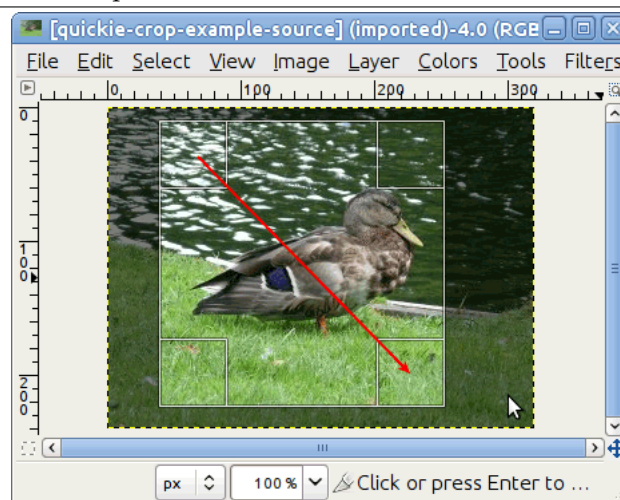 [quickie-crop-example-source] (imported)-4.0 (RGB
File Edit Select View Image Layer Colors Tools Filters
0 100 200 300
0
100
200
px 100 % Click or press Enter to ...